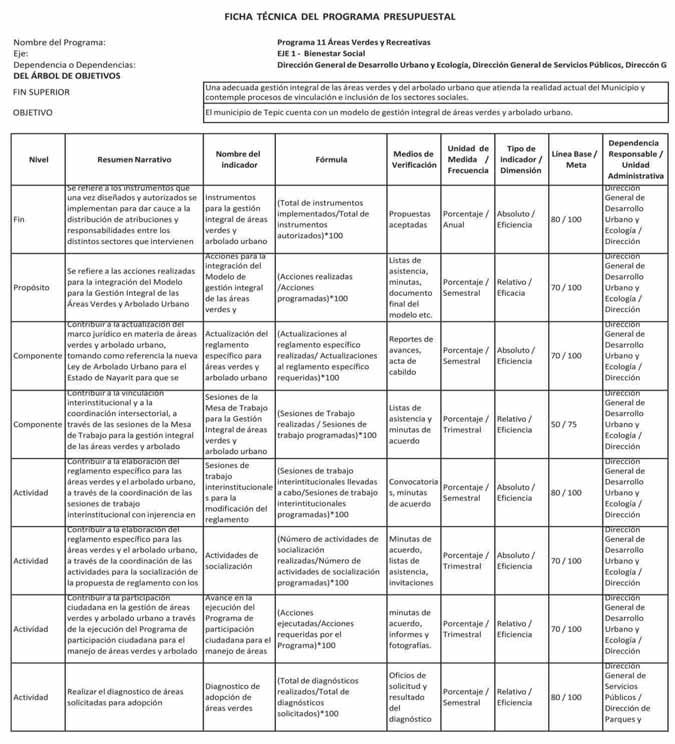 FICHA TÉCNICA DEL PROGRAMA PRESUPUESTAL
Nombre del Programa: Programa 11 Áreas Verdes y Recreativas
Eje: EJE 1 - Bienestar Social
Dependencia o Dependencias: Dirección General de Desarrollo Urbano y Ecología, Dirección General de Servicios Públicos, Direccón G
DEL ÁRBOL DE OBJETIVOS
FIN SUPERIOR
Una adecuada gestión integral de las áreas verdes y del arbolado urbano que atienda la realidad actual del Municipio y
contemple procesos de vinculación e inclusión de los sectores sociales.
OBJETIVO
El municipio de Tepic cuenta con un modelo de gestión integral de áreas verdes y arbolado urbano.
Nivel
Resumen Narrativo
Nombre del
indicador
Fórmula
Medios de
Verificación
Unidad de
Medida /
Frecuencia
Tipo de
indicador /
Dimensión
Línea Base /
Meta
Dependencia
Responsable /
Unidad
Administrativa
Fin
Se refiere a los instrumentos que
una vez diseñados y autorizados se
implementan para dar cauce a la
distribución de atribuciones y
responsabilidades entre los
distintos sectores que intervienen
Instrumentos
para la gestión
integral de áreas
verdes y
arbolado urbano
(Total de instrumentos
implementados/Total de
instrumentos
autorizados)*100
Propuestas
aceptadas
Porcentaje /
Anual
Absoluto /
Eficiencia
80 / 100
Dirección
General de
Desarrollo
Urbano y
Ecología /
Dirección
Propósito
Se refiere a las acciones realizadas
para la integración del Modelo
para la Gestión Integral de las
Áreas Verdes y Arbolado Urbano
Acciones para la
integración del
Modelo de
gestión integral
de las áreas
verdes y
(Acciones realizadas
/Acciones
programadas)*100
Listas de
asistencia,
minutas,
documento
final del
modelo etc.
Porcentaje /
Semestral
Relativo /
Eficacia
70 / 100
Dirección
General de
Desarrollo
Urbano y
Ecología /
Dirección
Componente
Contribuir a la actualización del
marco jurídico en materia de áreas
verdes y arbolado urbano,
tomando como referencia la nueva
Ley de Arbolado Urbano para el
Estado de Nayarit para que se
Actualización del
reglamento
específico para
áreas verdes y
arbolado urbano
(Actualizaciones al
reglamento específico
realizadas/ Actualizaciones
al reglamento específico
requeridas)*100
Reportes de
avances,
acta de
cabildo
Porcentaje /
Semestral
Absoluto /
Eficiencia
70 / 100
Dirección
General de
Desarrollo
Urbano y
Ecología /
Dirección
Componente
Contribuir a la vinculación
interinstitucional y a la
coordinación intersectorial, a
través de las sesiones de la Mesa
de Trabajo para la gestión integral
de las áreas verdes y arbolado
Sesiones de la
Mesa de Trabajo
para la Gestión
Integral de áreas
verdes y
arbolado urbano
(Sesiones de Trabajo
realizadas / Sesiones de
trabajo programadas)*100
Listas de
asistencia y
minutas de
acuerdo
Porcentaje /
Trimestral
Relativo /
Eficiencia
50 / 75
Dirección
General de
Desarrollo
Urbano y
Ecología /
Dirección
Actividad
Contribuir a la elaboración del
reglamento específico para las
áreas verdes y el arbolado urbano,
a través de la coordinación de las
sesiones de trabajo
interinstitucional con injerencia en
Sesiones de
trabajo
interinstitucionale
s para la
modificación del
reglamento
(Sesiones de trabajo
interintitucionales llevadas
a cabo/Sesiones de trabajo
interintitucionales
programadas)*100
Convocatoria
s, minutas
de acuerdo
Porcentaje /
Semestral
Absoluto /
Eficiencia
80 / 100
Dirección
General de
Desarrollo
Urbano y
Ecología /
Dirección
Actividad
Contribuir a la elaboración del
reglamento específico para las
áreas verdes y el arbolado urbano,
a través de la coordinación de las
actividades para la socialización de
la propuesta de reglamento con los
Actividades de
socialización
(Número de actividades de
socialización
realizadas/Número de
actividades de socialización
programadas)*100
Minutas de
acuerdo,
listas de
asistencia,
invitaciones
Porcentaje /
Trimestral
Absoluto /
Eficiencia
70 / 100
Dirección
General de
Desarrollo
Urbano y
Ecología /
Dirección
Actividad
Contribuir a la participación
ciudadana en la gestión de áreas
verdes y arbolado urbano a través
de la ejecución del Programa de
participación ciudadana para el
manejo de áreas verdes y arbolado
Avance en la
ejecución del
Programa de
participación
ciudadana para el
manejo de áreas
(Acciones
ejecutadas/Acciones
requeridas por el
Programa)*100
minutas de
acuerdo,
informes y
fotografías.
Porcentaje /
Trimestral
Relativo /
Eficiencia
70 / 100
Dirección
General de
Desarrollo
Urbano y
Ecología /
Dirección
Actividad
Realizar el diagnostico de áreas
solicitadas para adopción
Diagnostico de
adopción de
áreas verdes
(Total de diagnósticos
realizados/Total de
diagnósticos
solicitados)*100
Oficios de
solicitud y
resultado
del
diagnóstico
Porcentaje /
Semestral
Relativo /
Eficiencia
80 / 100
Dirección
General de
Servicios
Públicos /
Dirección de
Parques y